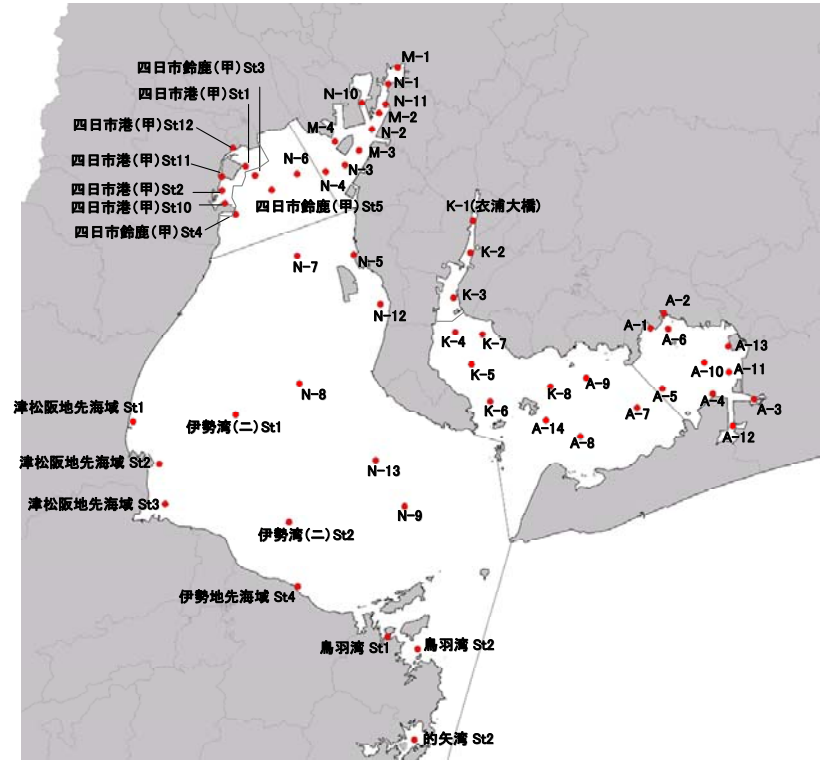 四日市鈴鹿(甲)St3
四日市港(甲)St1
四日市港(甲)St12
四日市港(甲)St11
四日市港(甲)St2
四日市港(甲)St10
四日市鈴鹿(甲)St4
M-1
N-1
N-10
N-11
M-2
N-2
M-4
M-3
N-3
N-6
N-4
四日市鈴鹿(甲)St5
K-1(衣浦大橋)
K-2
N-7
N-5
K-3
N-12
A-2
A-1
A-6
A-13
K-4
K-7
A-10
A-11
K-5
N-8
K-8
A-9
A-5
A-4
A-3
K-6
A-7
津松阪地先海域 St1
伊勢湾(二)St1
A-14
A-8
A-12
津松阪地先海域 St2
N-13
津松阪地先海域 St3
N-9
伊勢湾(二)St2
伊勢地先海域 St4
鳥羽湾 St1
鳥羽湾 St2
的矢湾 St2